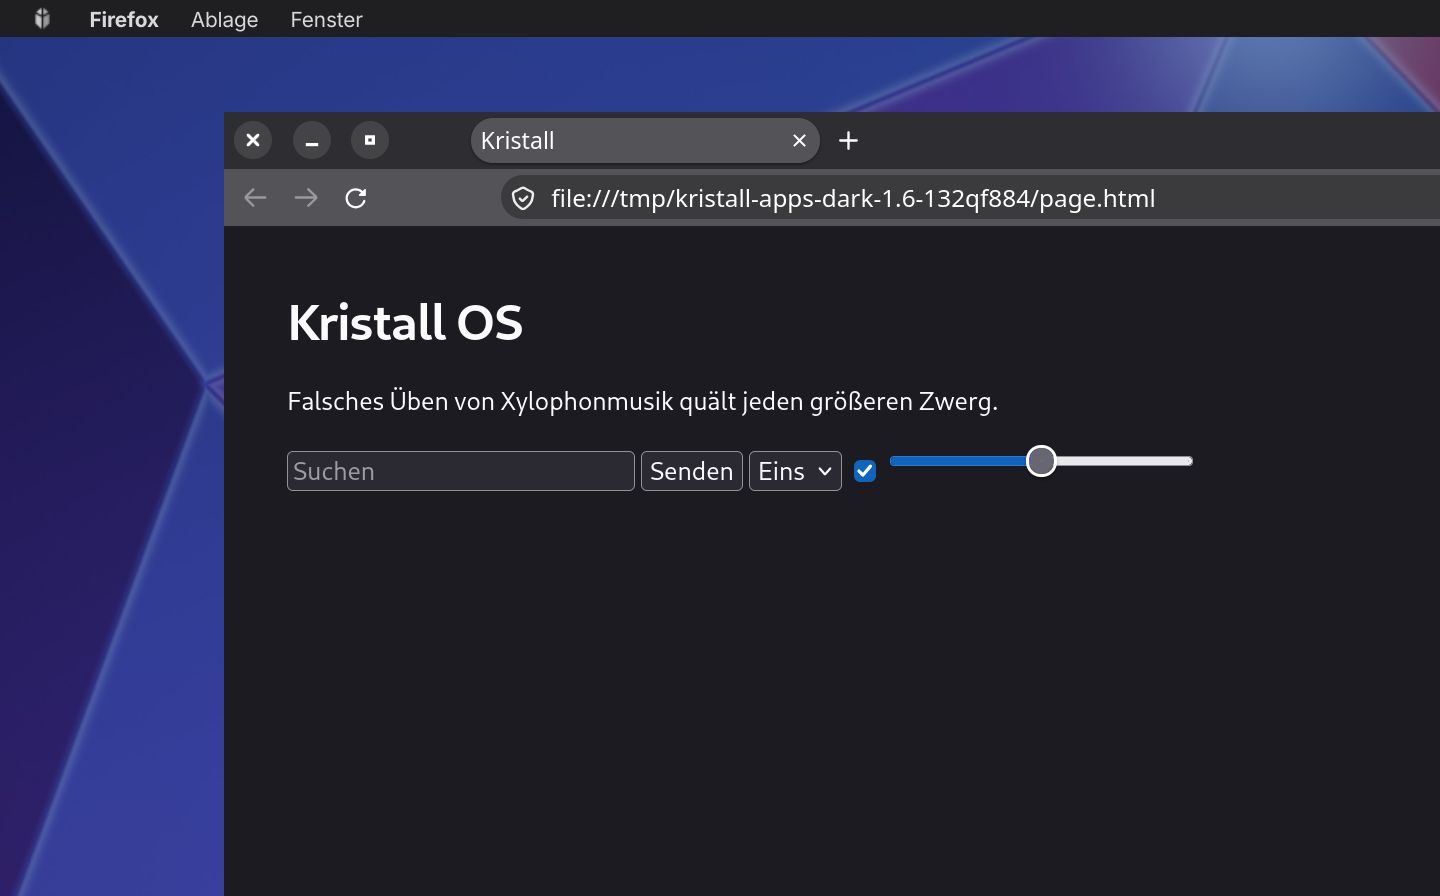 Firefox Ablage Fenster
Kristall
file:///tmp/kristall-apps-dark-1.6-132qf884/page.html
Kristall OS
Falsches Üben von Xylophonmusik quält jeden größeren Zwerg.
Suchen Senden Eins